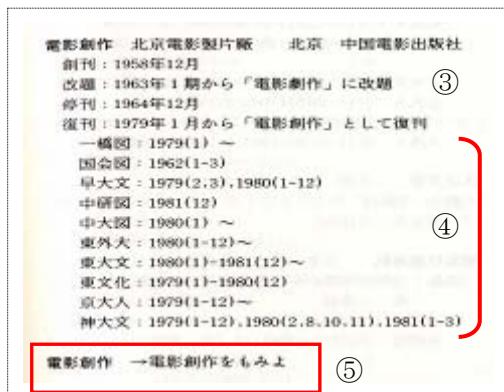 電影創作 北京電影製片廠 北京 中国電影出版社
創刊：1958年12月
改題：1963年1期から「電影劇作」に改題 ③
停刊：1964年12月
復刊：1979年1月から「電影創作」として復刊
一橋図：1979(1) ～
国会図：1962(1-3)
早大文：1979(2.3).1980(1-12)
中研図：1981(12)
中大図：1980(1) ～ ④
東外大：1980(1-12)～
東大文：1980(1)-1981(12)～
東文化：1979(1)-1980(12)
京大人：1979(1-12)～
神大文：1979(1-12).1980(2.8.10.11).1981(1-3)
電影劇作 →電影創作をもみよ ⑤